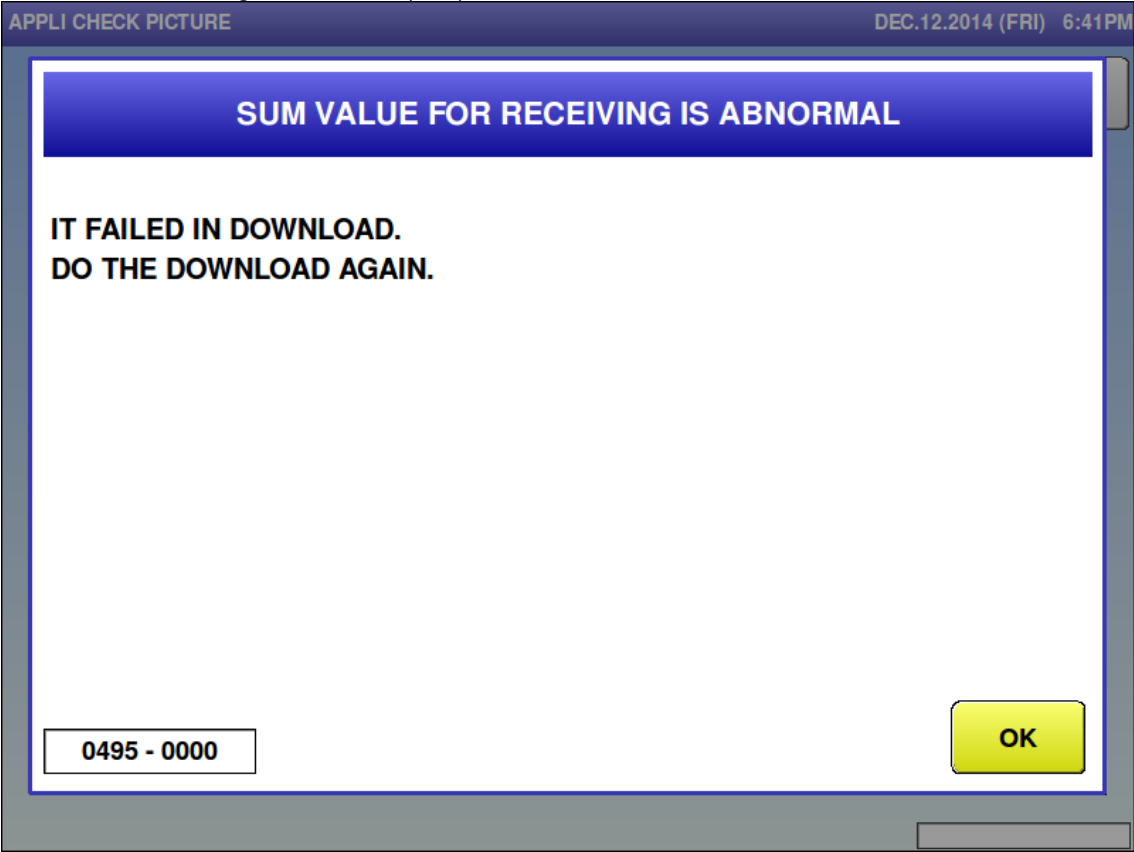 APPLI CHECK PICTURE DEC.12.2014 (FRI) 6:41PM
SUM VALUE FOR RECEIVING IS ABNORMAL
IT FAILED IN DOWNLOAD.
DO THE DOWNLOAD AGAIN.
0495 - 0000
OK